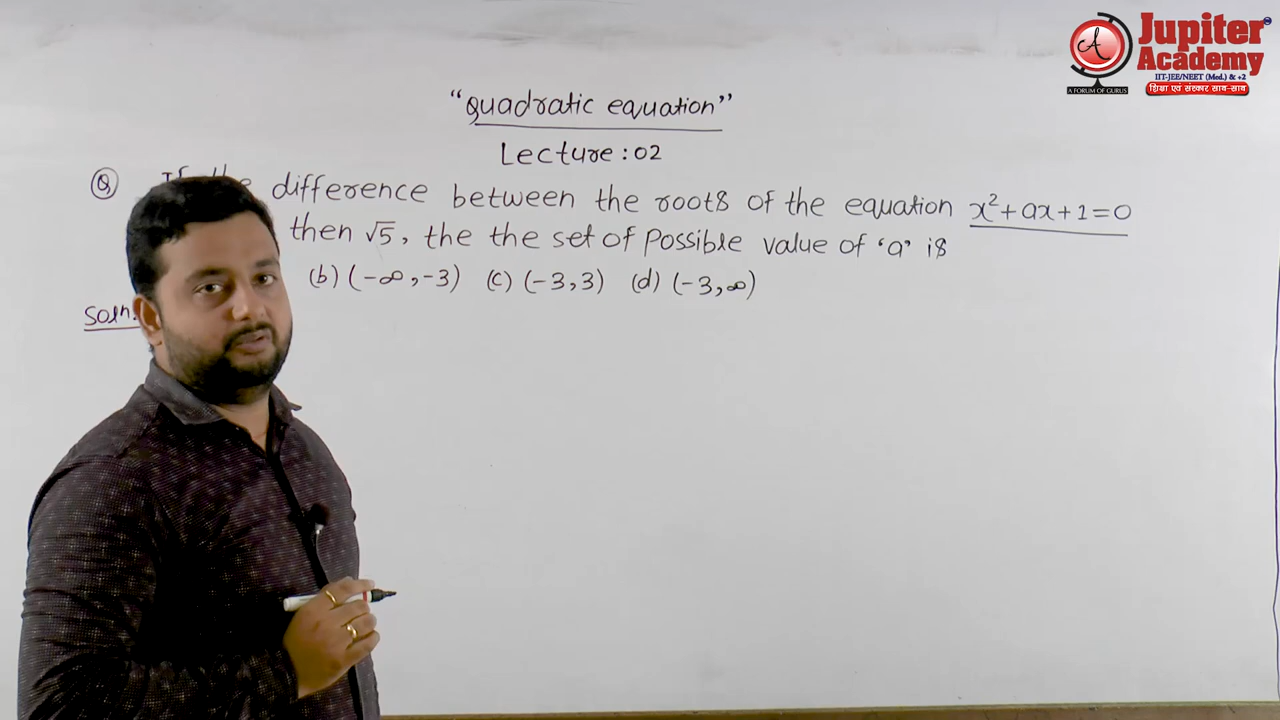 Jupiter
Academy
IIT-JEE/NEET (Med.) & +2
A FORUM OF GURUS
शिक्षा एवं संस्कार साथ-साथ
"Quadratic equation"
Lecture : 02
Q difference between the roots of the equation x²+ax+1=0
then √5, the the set of possible value of 'a' is
(b) (-∞,-3) (c) (-3,3) (d) (-3,∞)
Soln.